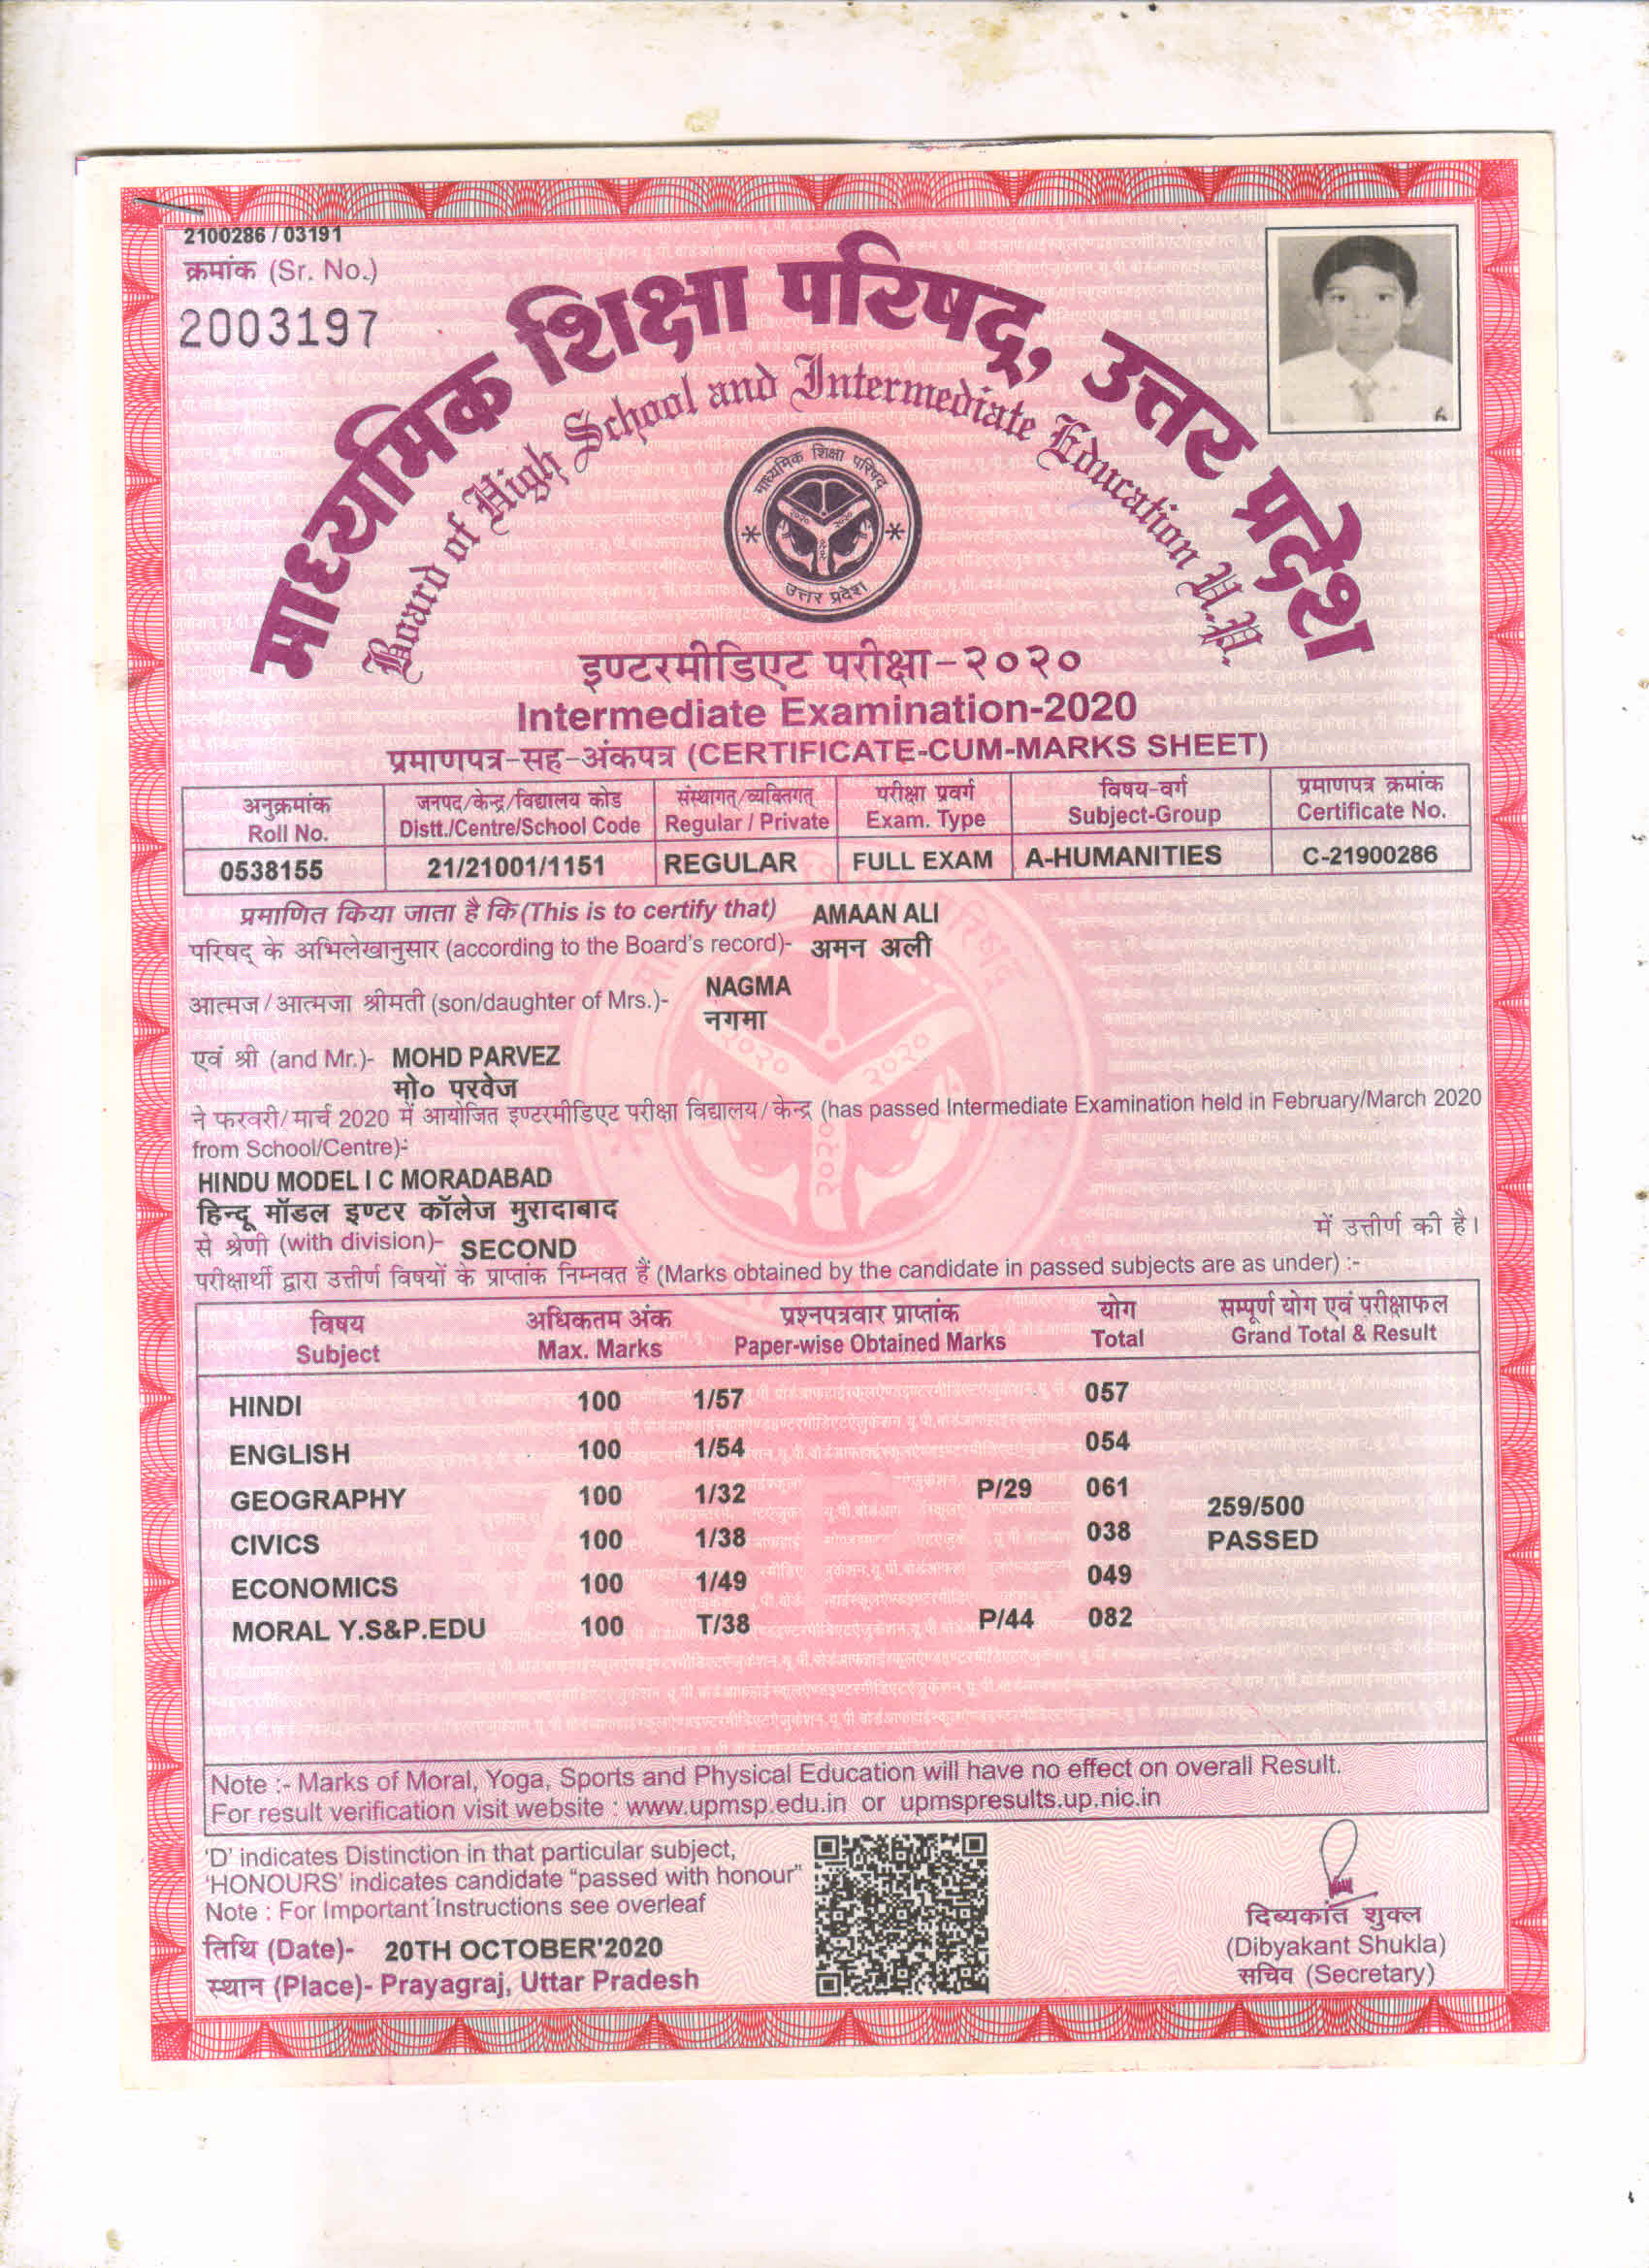 2100286 / 03191
क्रमांक (Sr. No.)
2003197
माध्यमिक शिक्षा परिषद्, उत्तर प्रदेश
Board of High School and Intermediate Education U.P.
माध्यमिक शिक्षा परिषद्
उत्तर प्रदेश
इण्टरमीडिएट परीक्षा-२०२०
Intermediate Examination-2020
प्रमाणपत्र-सह-अंकपत्र (CERTIFICATE-CUM-MARKS SHEET)
अनुक्रमांक जनपद/केन्द्र/विद्यालय कोड संस्थागत्/व्यक्तिगत् परीक्षा प्रवर्ग विषय-वर्ग प्रमाणपत्र क्रमांक
Roll No. Distt./Centre/School Code Regular / Private Exam. Type Subject-Group Certificate No.
0538155 21/21001/1151 REGULAR FULL EXAM A-HUMANITIES C-21900286
प्रमाणित किया जाता है कि (This is to certify that) AMAAN ALI
परिषद् के अभिलेखानुसार (according to the Board's record)- अमन अली
NAGMA
आत्मज / आत्मजा श्रीमती (son/daughter of Mrs.)-
नगमा
एवं श्री (and Mr.)- MOHD PARVEZ
मो० परवेज
ने फरवरी/मार्च 2020 में आयोजित इण्टरमीडिएट परीक्षा विद्यालय/केन्द्र (has passed Intermediate Examination held in February/March 2020
from School/Centre):-
HINDU MODEL I C MORADABAD
हिन्दू मॉडल इण्टर कॉलेज मुरादाबाद
में उत्तीर्ण की है।
से श्रेणी (with division)- SECOND
परीक्षार्थी द्वारा उत्तीर्ण विषयों के प्राप्तांक निम्नवत हैं (Marks obtained by the candidate in passed subjects are as under) :-
विषय अधिकतम अंक प्रश्नपत्रवार प्राप्तांक योग सम्पूर्ण योग एवं परीक्षाफल
Subject Max. Marks Paper-wise Obtained Marks Total Grand Total & Result
HINDI 100 1/57 057
ENGLISH 100 1/54 054
GEOGRAPHY 100 1/32 P/29 061
259/500
CIVICS 100 1/38 038 PASSED
ECONOMICS 100 1/49 049
MORAL Y.S&P.EDU 100 T/38 P/44 082
Note :- Marks of Moral, Yoga, Sports and Physical Education will have no effect on overall Result.
For result verification visit website : www.upmsp.edu.in or upmspresults.up.nic.in
'D' indicates Distinction in that particular subject,
'HONOURS' indicates candidate "passed with honour"
Note : For Important Instructions see overleaf
तिथि (Date)- 20TH OCTOBER'2020
स्थान (Place)- Prayagraj, Uttar Pradesh
दिव्यकांत शुक्ल
(Dibyakant Shukla)
सचिव (Secretary)